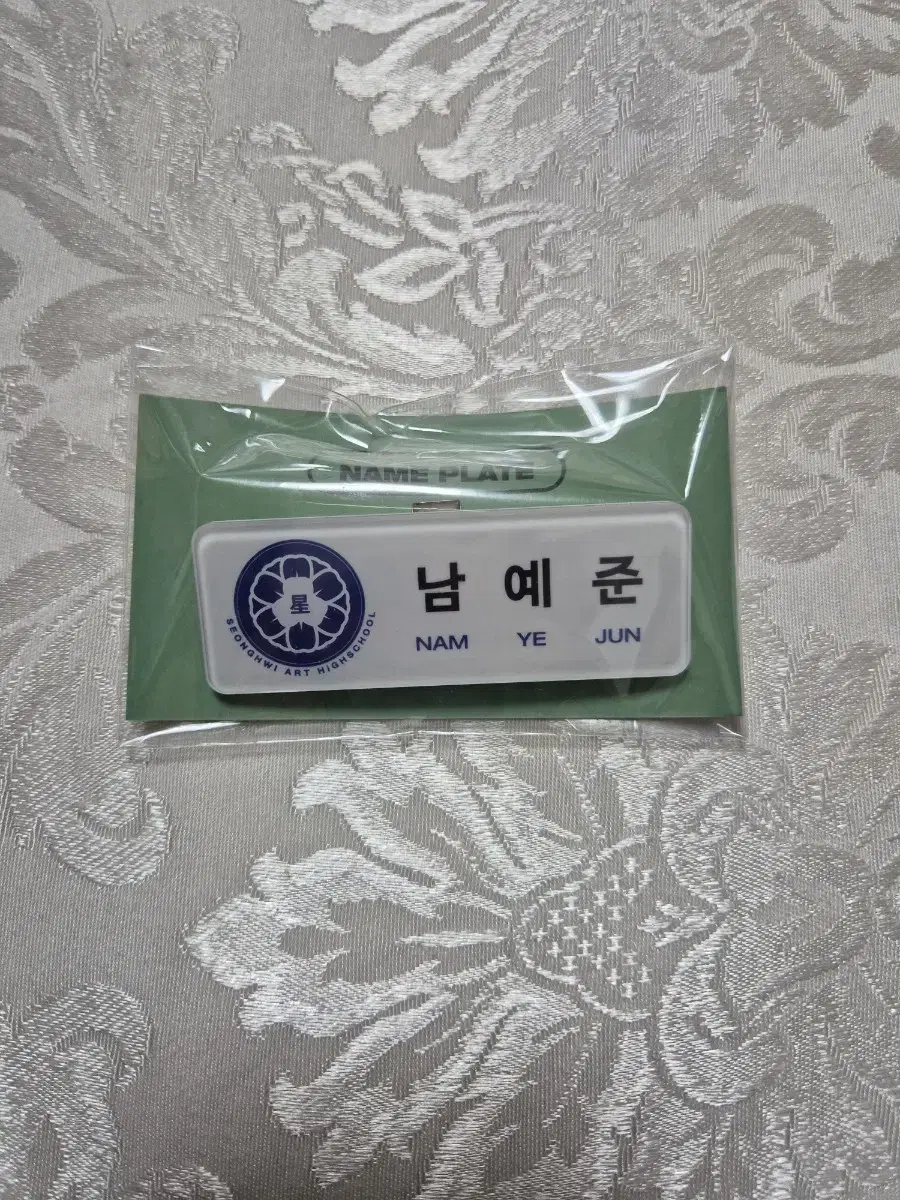 NAME PLATE
星
SEONGHWI ART HIGHSCHOOL
남 예 준
NAM YE JUN